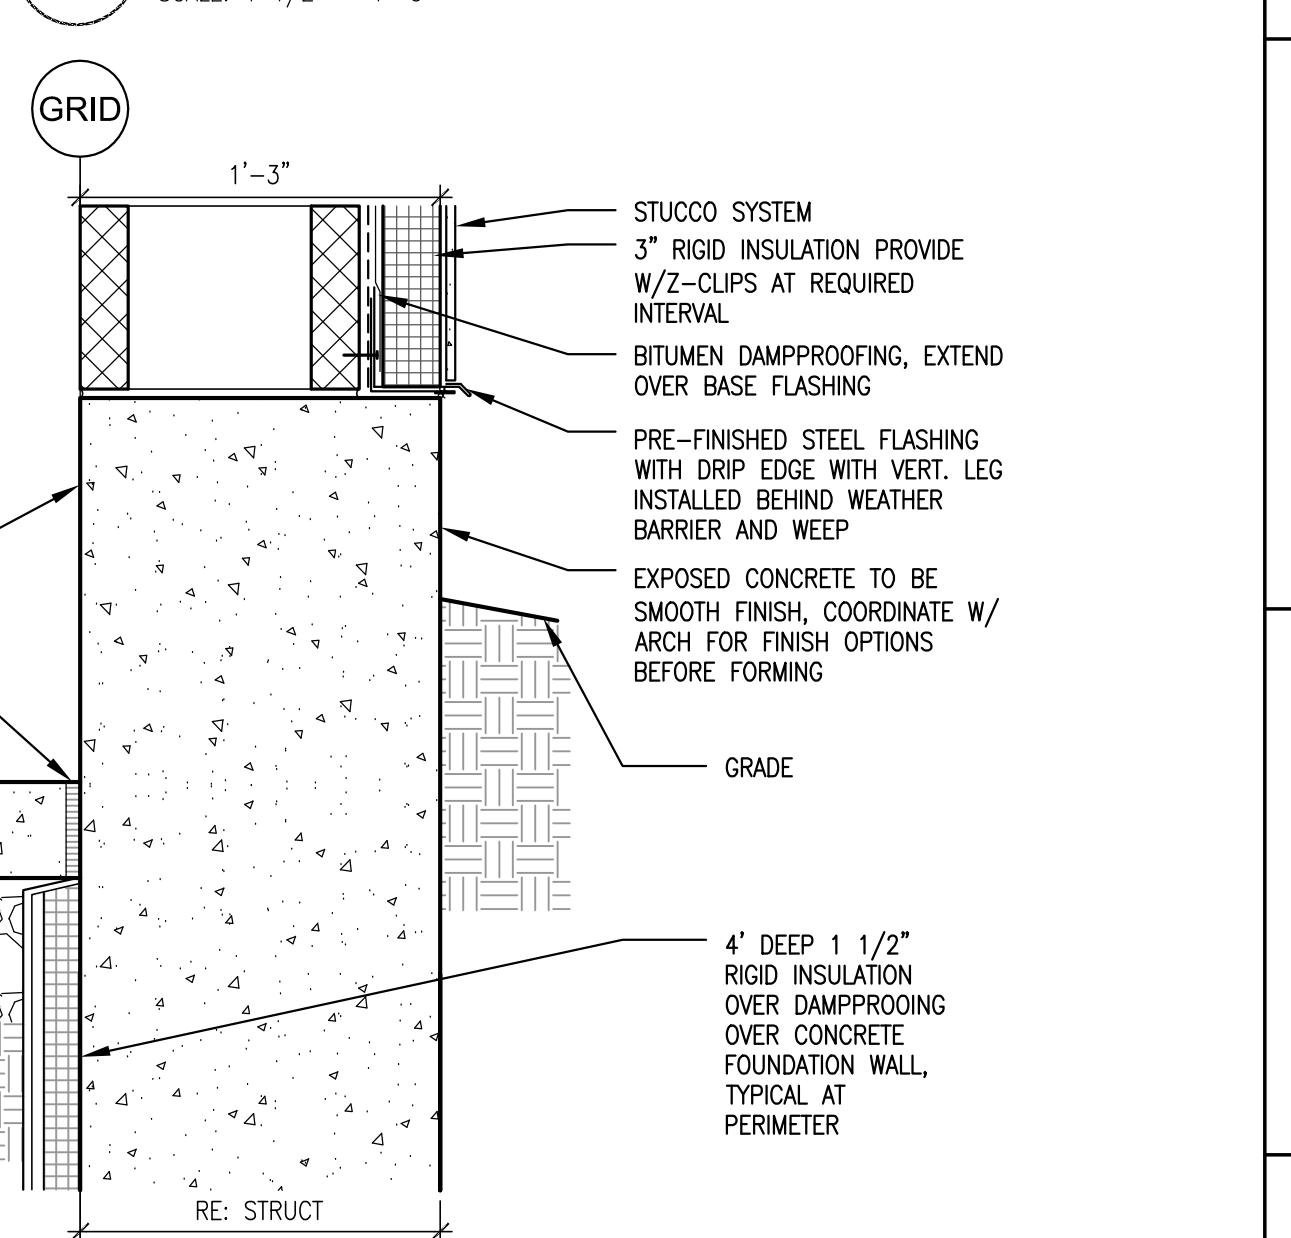 GRID
1'-3"
STUCCO SYSTEM
3" RIGID INSULATION PROVIDE
W/Z-CLIPS AT REQUIRED
INTERVAL
BITUMEN DAMPPROOFING, EXTEND
OVER BASE FLASHING
PRE-FINISHED STEEL FLASHING
WITH DRIP EDGE WITH VERT. LEG
INSTALLED BEHIND WEATHER
BARRIER AND WEEP
EXPOSED CONCRETE TO BE
SMOOTH FINISH, COORDINATE W/
ARCH FOR FINISH OPTIONS
BEFORE FORMING
GRADE
4' DEEP 1 1/2"
RIGID INSULATION
OVER DAMPPROOING
OVER CONCRETE
FOUNDATION WALL,
TYPICAL AT
PERIMETER
RE: STRUCT